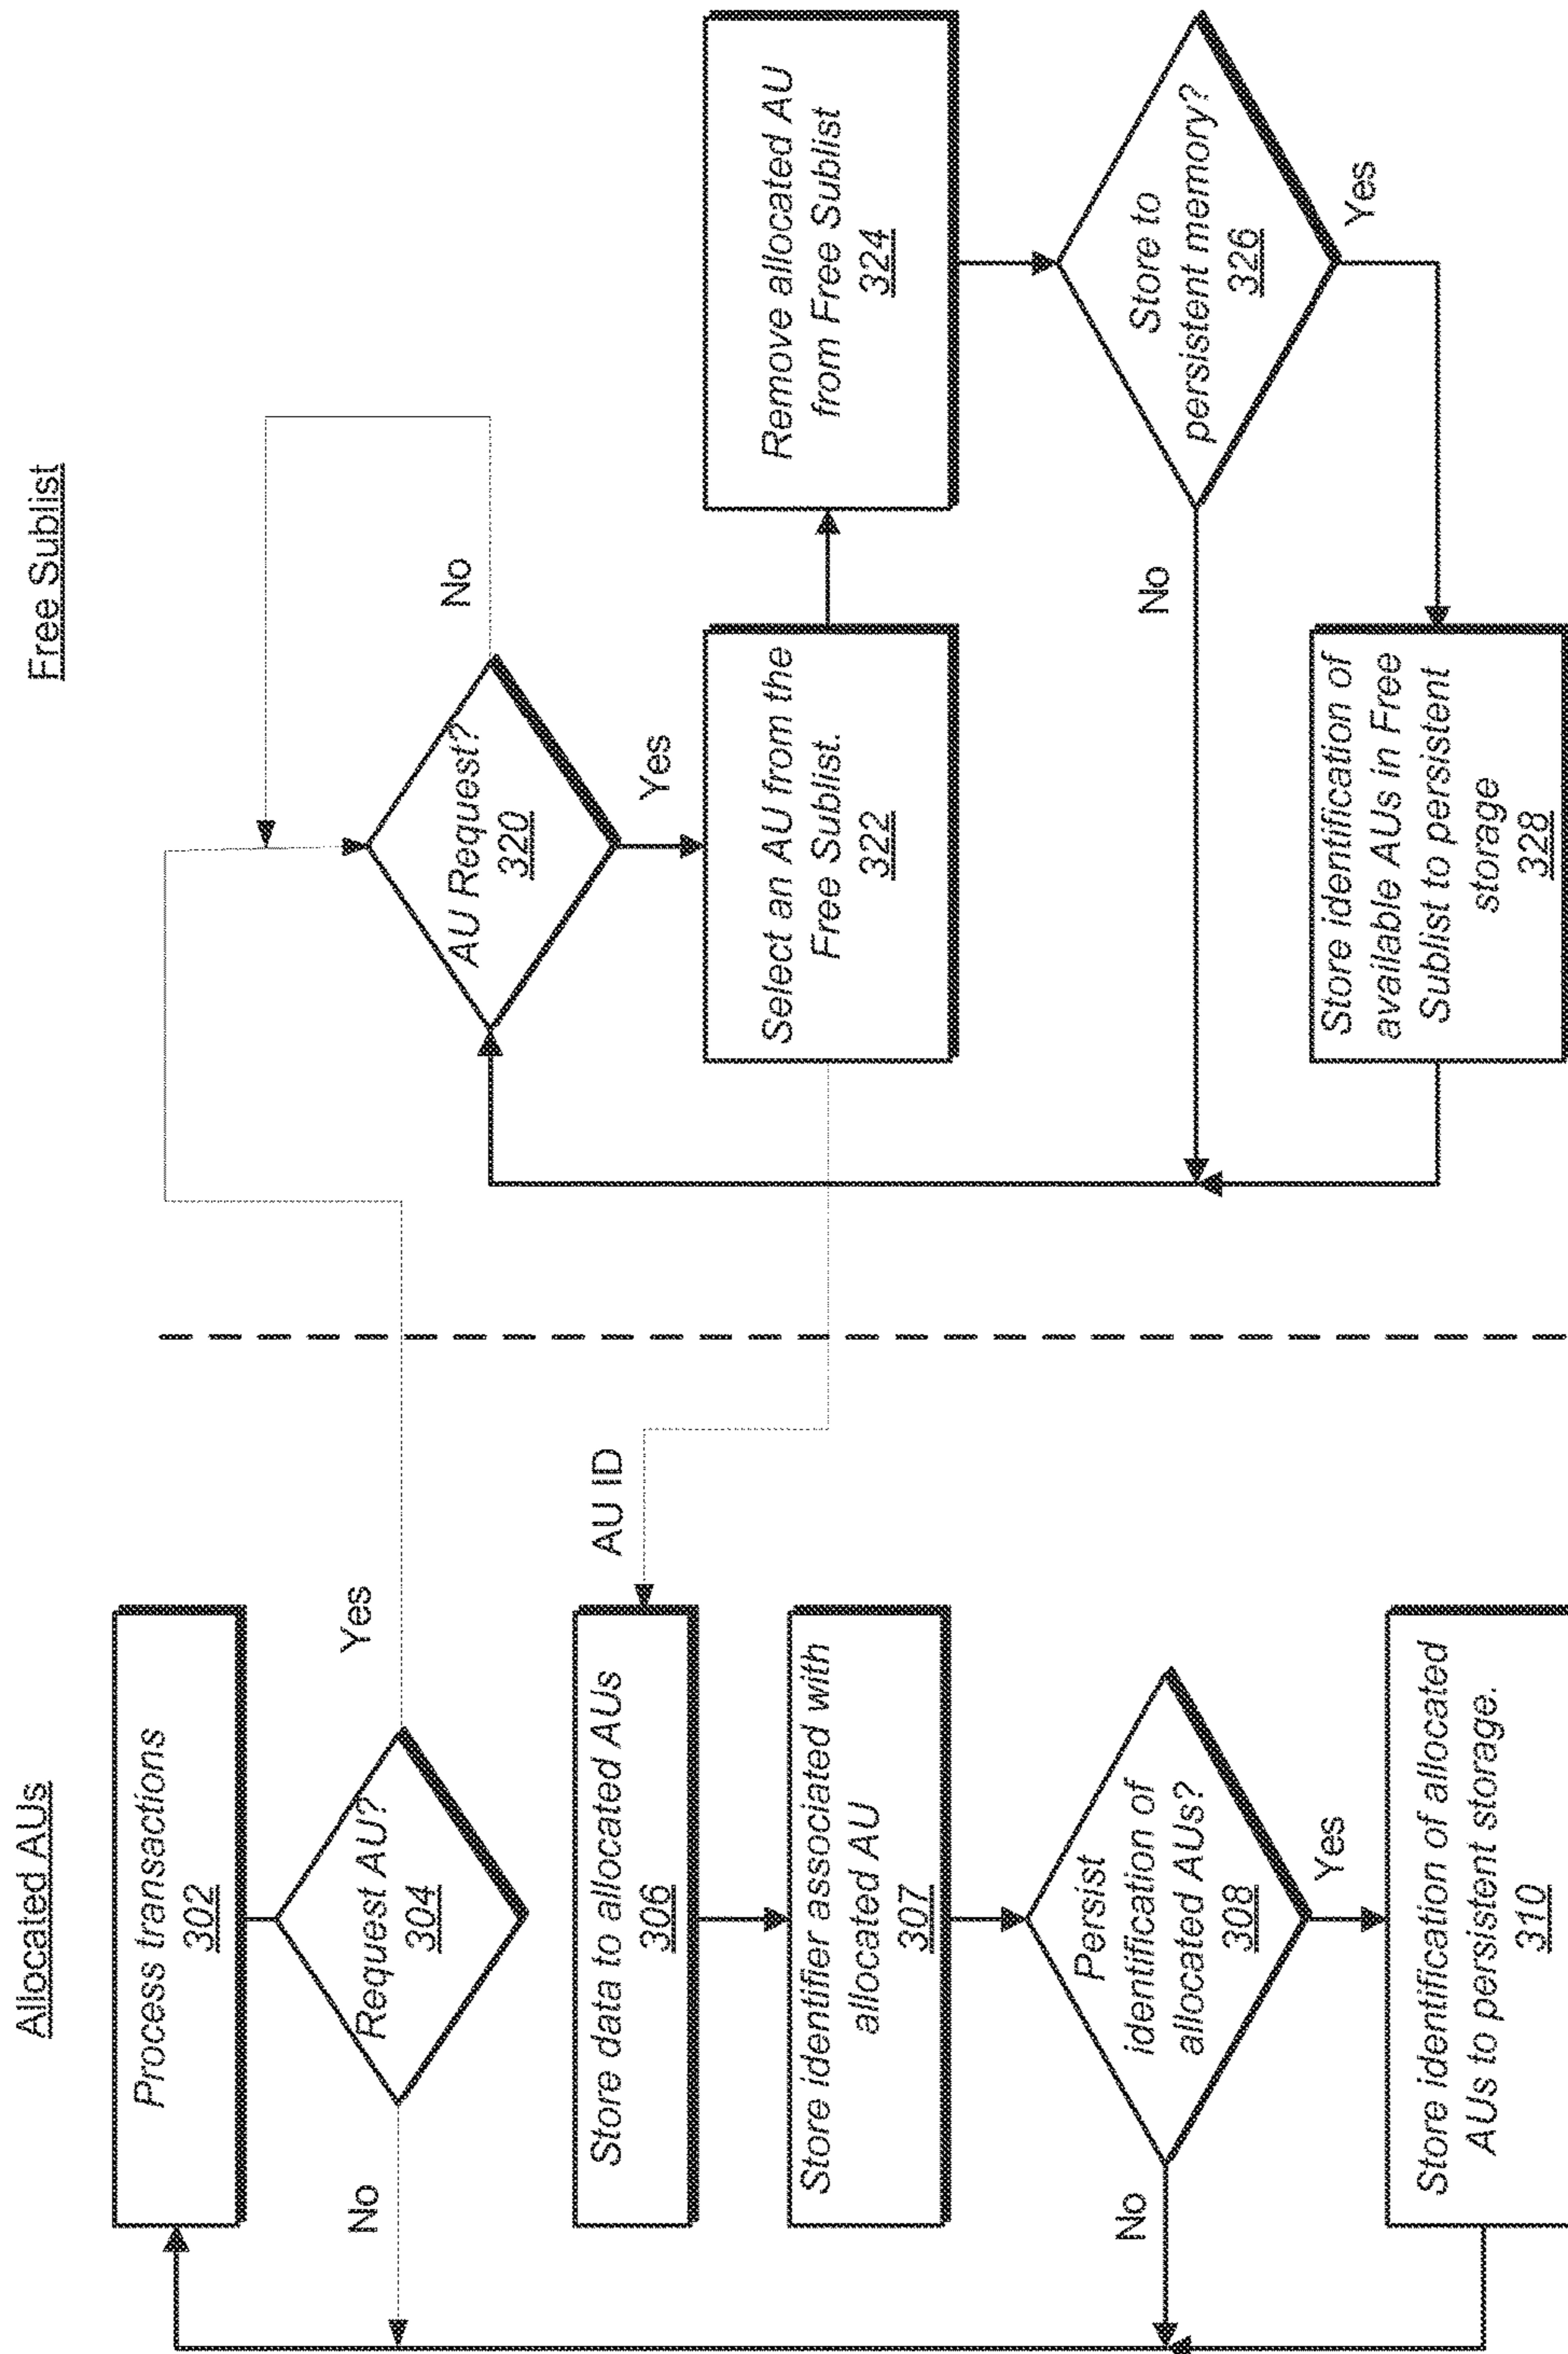 Allocated AUs
Process transactions
302
Request AU?
304
Yes
No
AU ID
Store data to allocated AUs
306
Store identifier associated with
allocated AU
307
Persist
identification of
allocated AUs?
308
No
Yes
Store identification of allocated
AUs to persistent storage.
310
Free Sublist
AU Request?
320
No
Yes
Select an AU from the
Free Sublist.
322
Remove allocated AU
from Free Sublist
324
Store to
persistent memory?
326
No
Yes
Store identification of
available AUs in Free
Sublist to persistent
storage
328